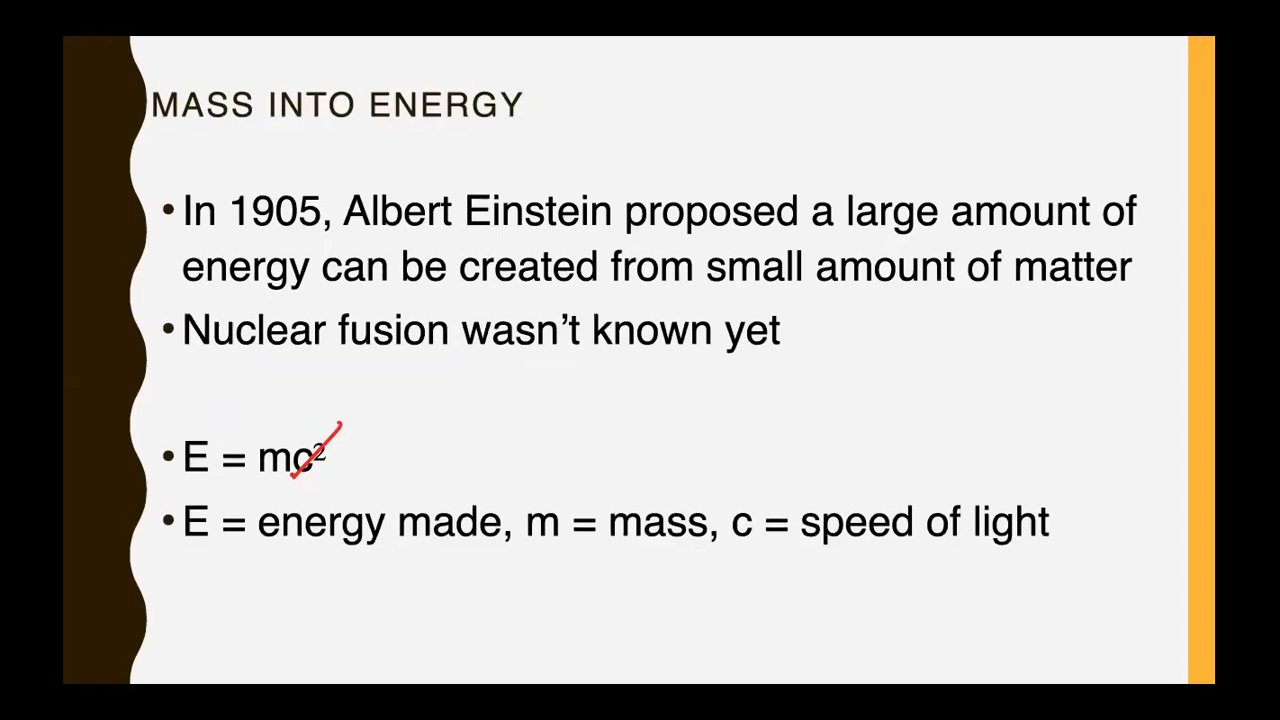 MASS INTO ENERGY
•In 1905, Albert Einstein proposed a large amount of
energy can be created from small amount of matter
•Nuclear fusion wasn’t known yet
•E = mc²
•E = energy made, m = mass, c = speed of light